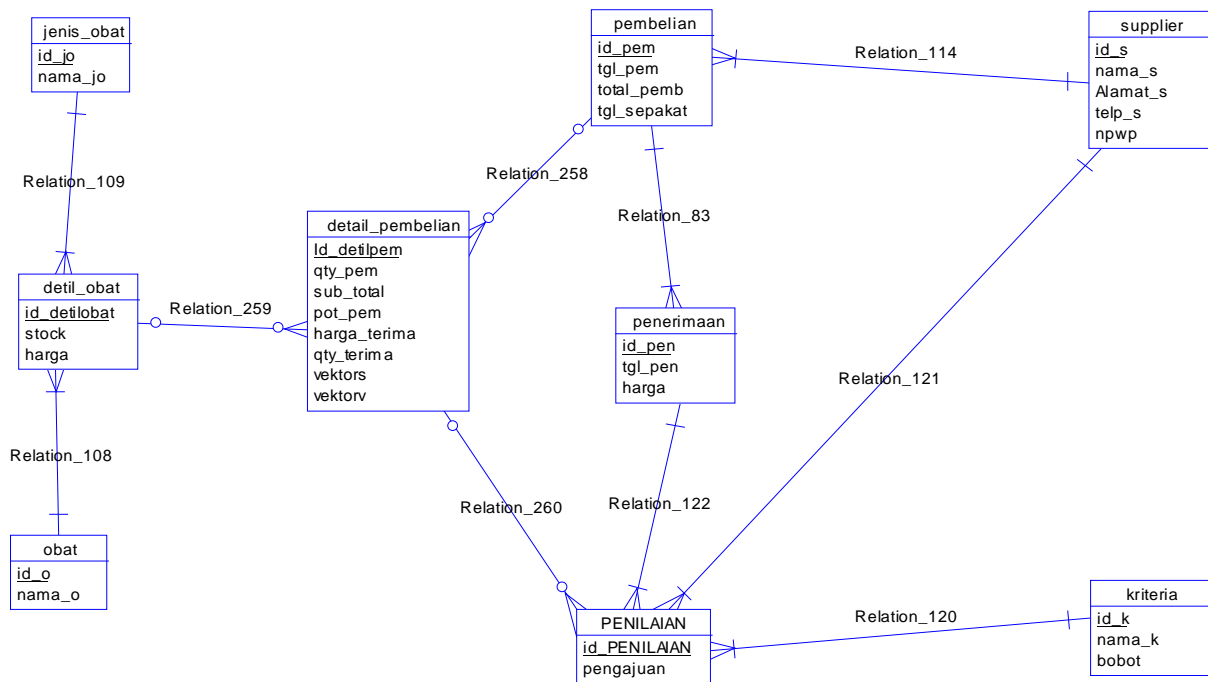 jenis_obat
id_jo
nama_jo
pembelian
id_pem
tgl_pem
total_pemb
tgl_sepakat
supplier
id_s
nama_s
Alamat_s
telp_s
npwp
Relation_114
Relation_109
Relation_258
Relation_83
detail_pembelian
Id_detilpem
qty_pem
sub_total
pot_pem
harga_terima
qty_terima
vektors
vektorv
detil_obat
id_detilobat
stock
harga
Relation_259
penerimaan
id_pen
tgl_pen
harga
Relation_121
Relation_108
Relation_260
Relation_122
obat
id_o
nama_o
PENILAIAN
id_PENILAIAN
pengajuan
Relation_120
kriteria
id_k
nama_k
bobot